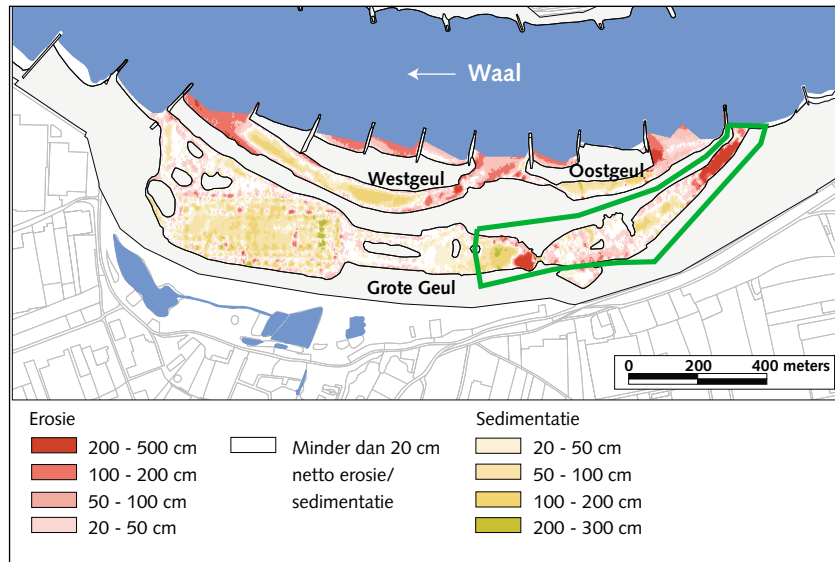 Waal
Westgeul
Oostgeul
Grote Geul
0 200 400 meters
Erosie
200 - 500 cm
100 - 200 cm
50 - 100 cm
20 - 50 cm
Minder dan 20 cm
netto erosie/
sedimentatie
Sedimentatie
20 - 50 cm
50 - 100 cm
100 - 200 cm
200 - 300 cm